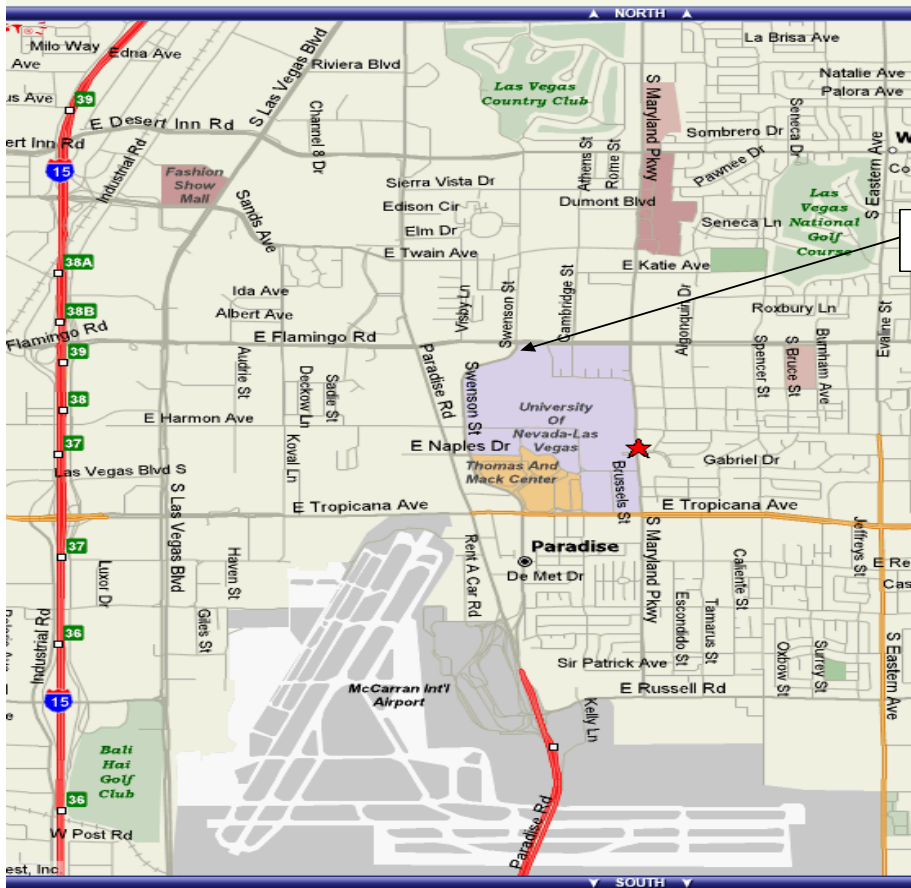 NORTH
La Brisa Ave
Milo Way
Edna Ave
Ave
Riviera Blvd
S Las Vegas Blvd
Natalie Ave
Palora Ave
us Ave
39
Las Vegas
Country Club
S Maryland Pkwy
Seneca Dr
E Desert Inn Rd
Channel 8 Dr
Sombrero Dr
ert Inn Rd
Industrial Rd
Athens St
Rome St
Pawnee Dr
S Eastern Ave
W
Co
15
Fashion
Show
Mall
Sierra Vista Dr
Dumont Blvd
Las
Vegas
National
Golf
Course
Sands Ave
Edison Cir
Elm Dr
Seneca Ln
E Twain Ave
E Katie Ave
38A
Ida Ave
Albert Ave
Visby Ln
Swenson St
Cambridge St
Algonquin Dr
Roxbury Ln
38B
Flamingo Rd
E Flamingo Rd
39
Audrie St
Deckow Ln
Sadie St
Paradise Rd
Swenson St
Spencer St
S Bruce St
Burnham Ave
Evaline St
38
E Harmon Ave
University
Of
Nevada-Las
Vegas
37
Koval Ln
E Naples Dr
Gabriel Dr
Las Vegas Blvd S
Thomas And
Mack Center
Brussels St
S Las Vegas Blvd
E Tropicana Ave
E Tropicana Ave
37
Rent A Car Rd
Paradise
De Met Dr
S Maryland Pkwy
Jeffreys St
E Re
Cas
Luxor Dr
Haven St
Caliente St
Escondido St
Tamarus St
Industrial Rd
36
Giles St
Sir Patrick Ave
Oxbow St
Surrey St
S Eastern Ave
15
McCarran Int'l
Airport
E Russell Rd
Kelly Ln
Bali
Hai
Golf
Club
36
W Post Rd
Paradise Rd
est, Inc
SOUTH